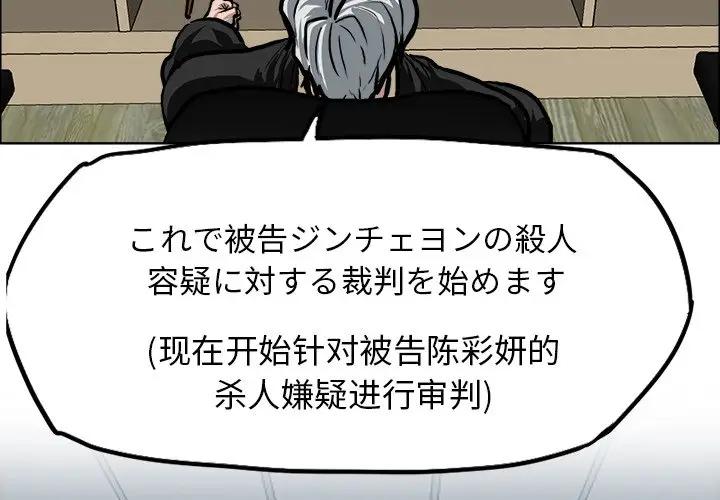 これで被告ジンチェヨンの殺人
容疑に対する裁判を始めます
(现在开始针对被告陈彩妍的
杀人嫌疑进行审判)